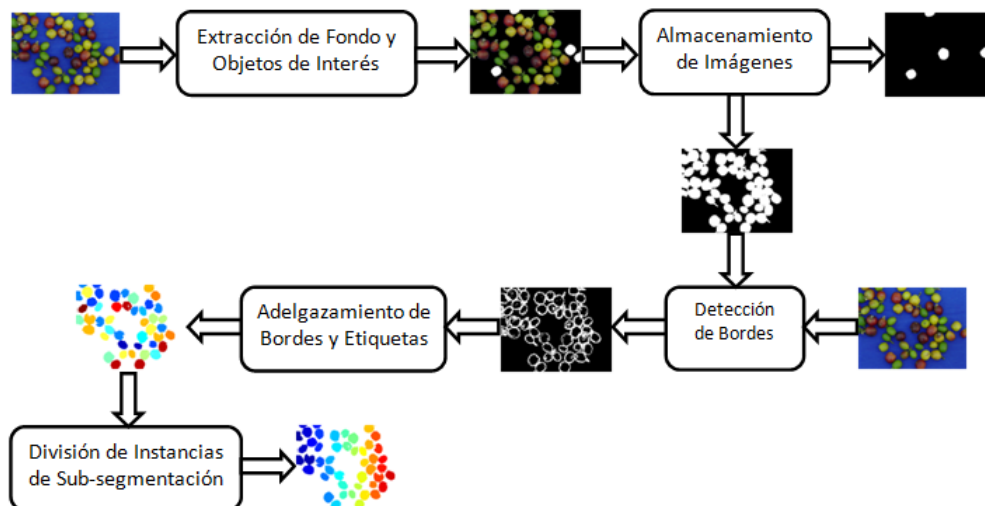 Extracción de Fondo y
Objetos de Interés
Almacenamiento
de Imágenes
Detección
de Bordes
Adelgazamiento de
Bordes y Etiquetas
División de Instancias
de Sub-segmentación